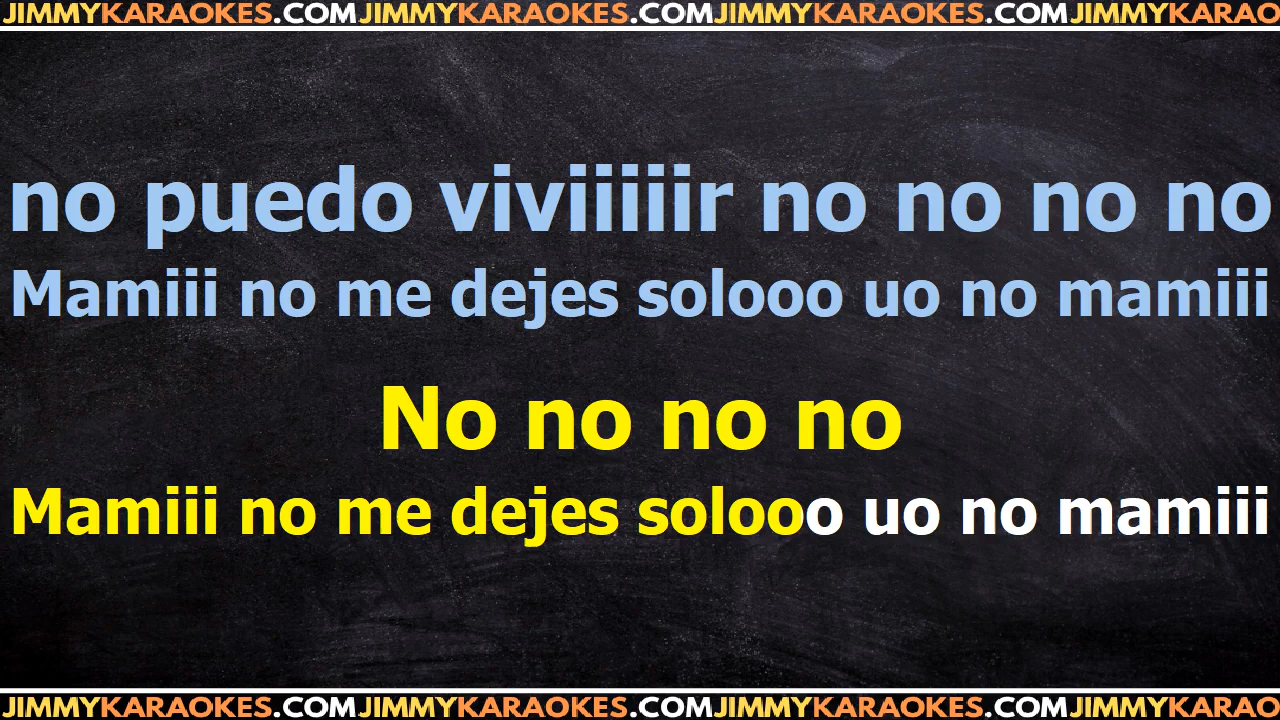 JIMMYKARAOKES.COMJIMMYKARAOKES.COMJIMMYKARAOKES.COMJIMMYKARAO
no puedo viviiiiir no no no no
Mamiii no me dejes solooo uo no mamiii
No no no no
Mamiii no me dejes solooo uo no mamiii
JIMMYKARAOKES.COMJIMMYKARAOKES.COMJIMMYKARAOKES.COMJIMMYKARAO